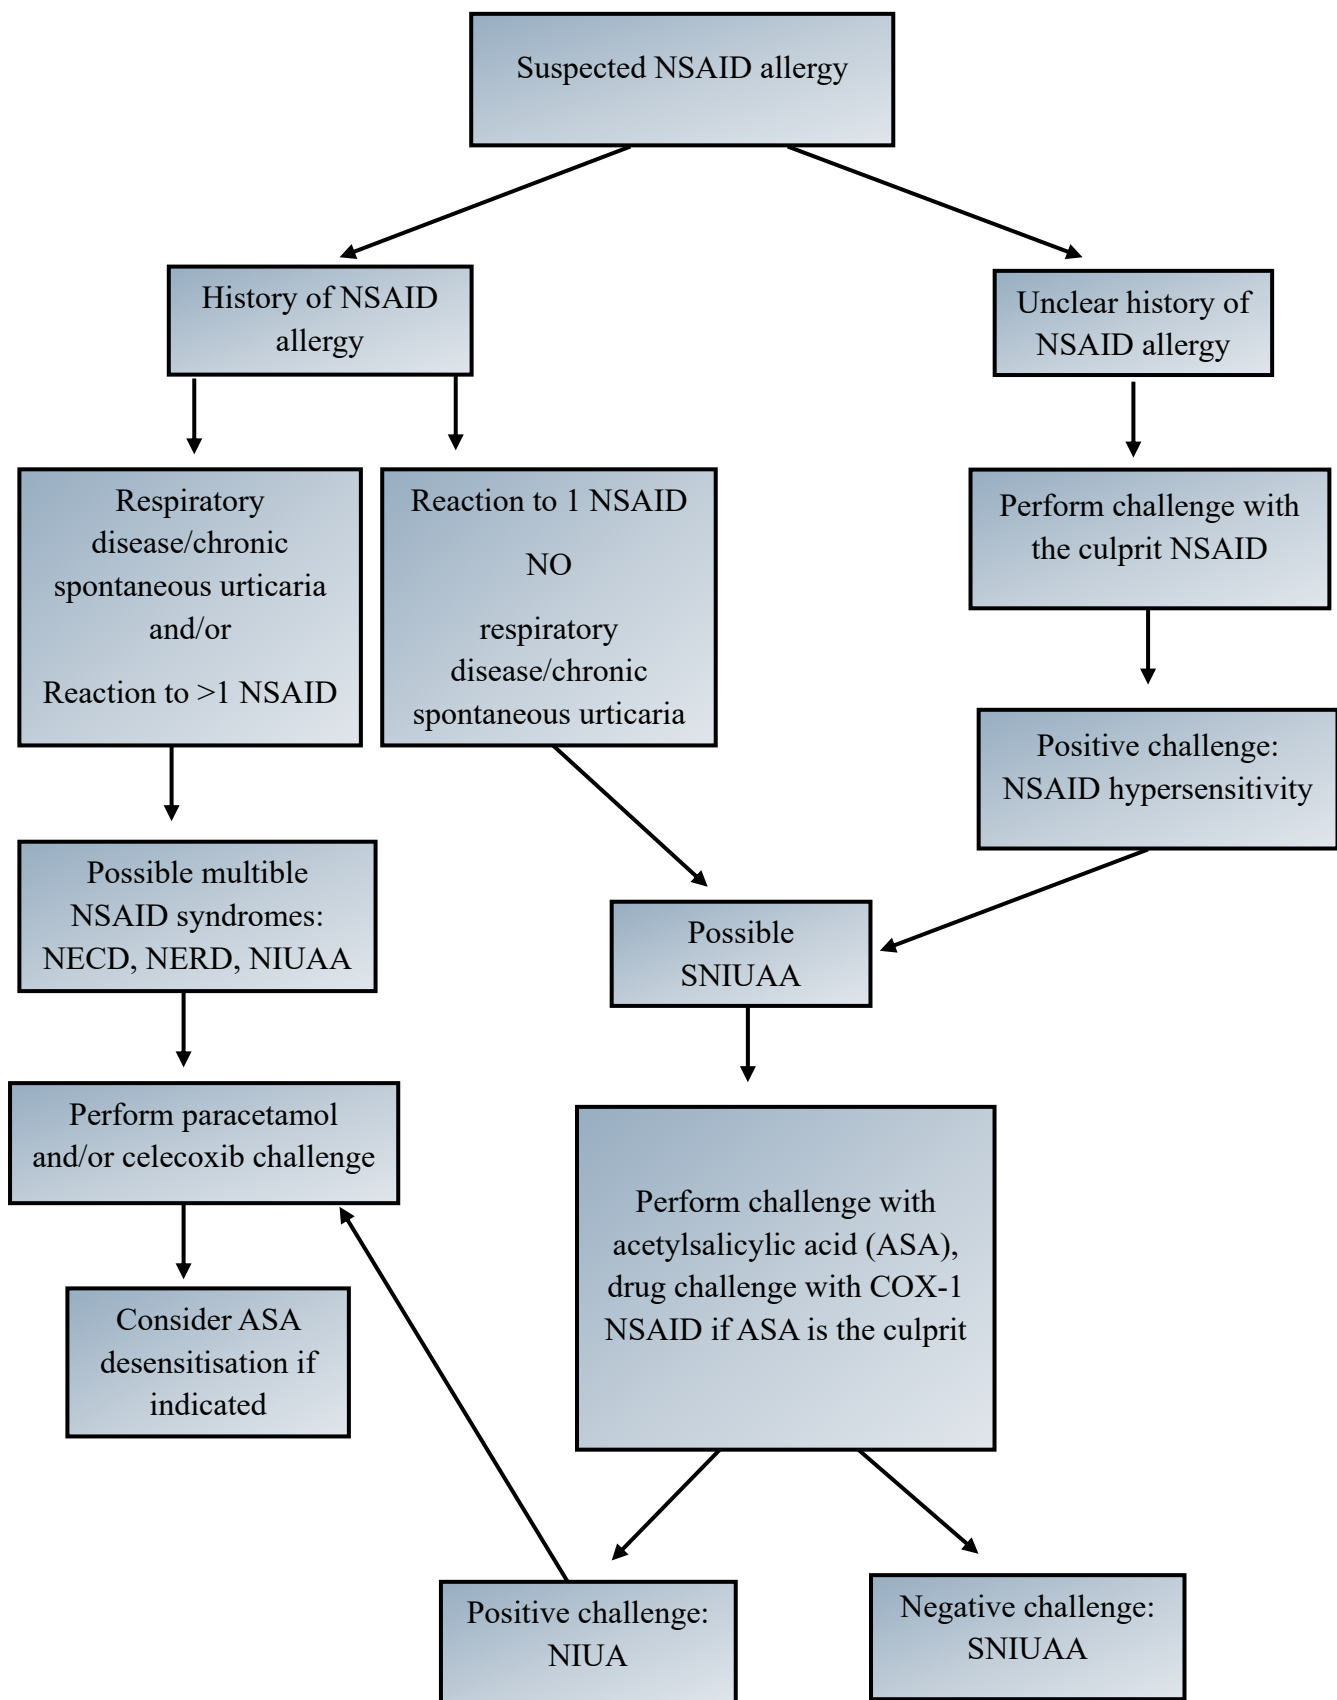 Suspected NSAID allergy
History of NSAID
allergy
Unclear history of
NSAID allergy
Respiratory
disease/chronic
spontaneous urticaria
and/or
Reaction to >1 NSAID
Reaction to 1 NSAID
NO
respiratory
disease/chronic
spontaneous urticaria
Perform challenge with
the culprit NSAID
Positive challenge:
NSAID hypersensitivity
Possible multible
NSAID syndromes:
NECD, NERD, NIUAA
Possible
SNIUAA
Perform paracetamol
and/or celecoxib challenge
Perform challenge with
acetylsalicylic acid (ASA),
drug challenge with COX-1
NSAID if ASA is the culprit
Consider ASA
desensitisation if
indicated
Positive challenge:
NIUA
Negative challenge:
SNIUAA